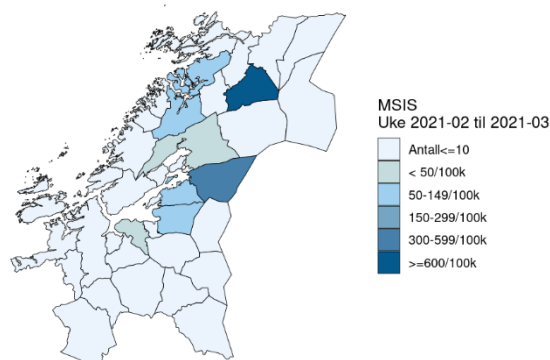 MSIS
Uke 2021-02 til 2021-03
Antall<=10
< 50/100k
50-149/100k
150-299/100k
300-599/100k
>=600/100k